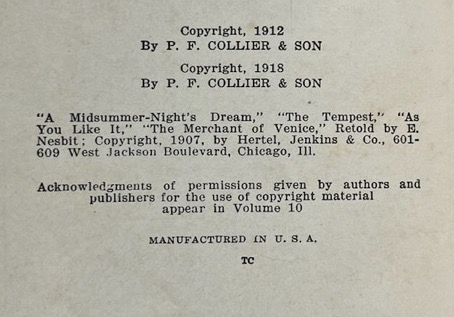 Copyright, 1912
By P. F. COLLIER & SON
Copyright, 1918
By P. F. COLLIER & SON
"A Midsummer-Night's Dream," "The Tempest," "As
You Like It," "The Merchant of Venice," Retold by E.
Nesbit; Copyright, 1907, by Hertel, Jenkins & Co., 601-
609 West Jackson Boulevard, Chicago, Ill.
Acknowledgments of permissions given by authors and
publishers for the use of copyright material
appear in Volume 10
MANUFACTURED IN U. S. A.
TC